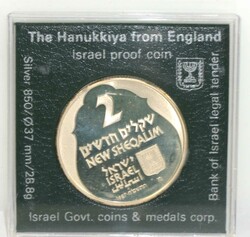 The Hanukkiya from England
Israel proof coin
Silver 850/Ø37 mm/28.8g
2
שקלים חדשים
NEW SHEQALIM
ישראל
ISRAEL
اسرائيل
Bank of Israel legal tender
Israel Govt. coins & medals corp.